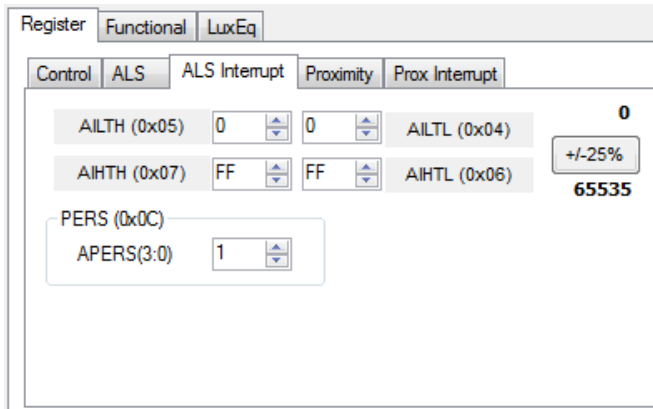 Register Functional LuxEq
Control ALS ALS Interrupt Proximity Prox Interrupt
AILTH (0x05) 0 0 AILTL (0x04) 0
+/-25%
AIHTH (0x07) FF FF AIHTL (0x06) 65535
PERS (0x0C)
APERS(3:0) 1